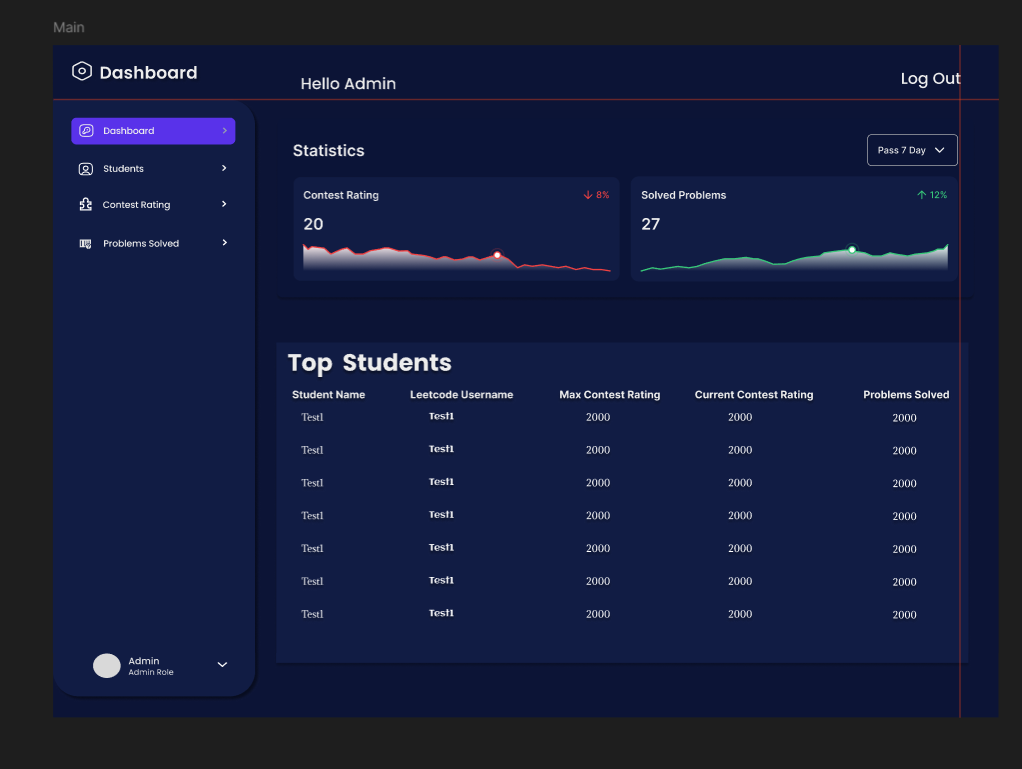 Main
Dashboard
Hello Admin
Log Out
Dashboard
Students
Contest Rating
Problems Solved
Admin
Admin Role
Statistics
Pass 7 Day
Contest Rating
8%
20
Solved Problems
12%
27
Top Students
Student Name Leetcode Username Max Contest Rating Current Contest Rating Problems Solved
Test1 Test1 2000 2000 2000
Test1 Test1 2000 2000 2000
Test1 Test1 2000 2000 2000
Test1 Test1 2000 2000 2000
Test1 Test1 2000 2000 2000
Test1 Test1 2000 2000 2000
Test1 Test1 2000 2000 2000